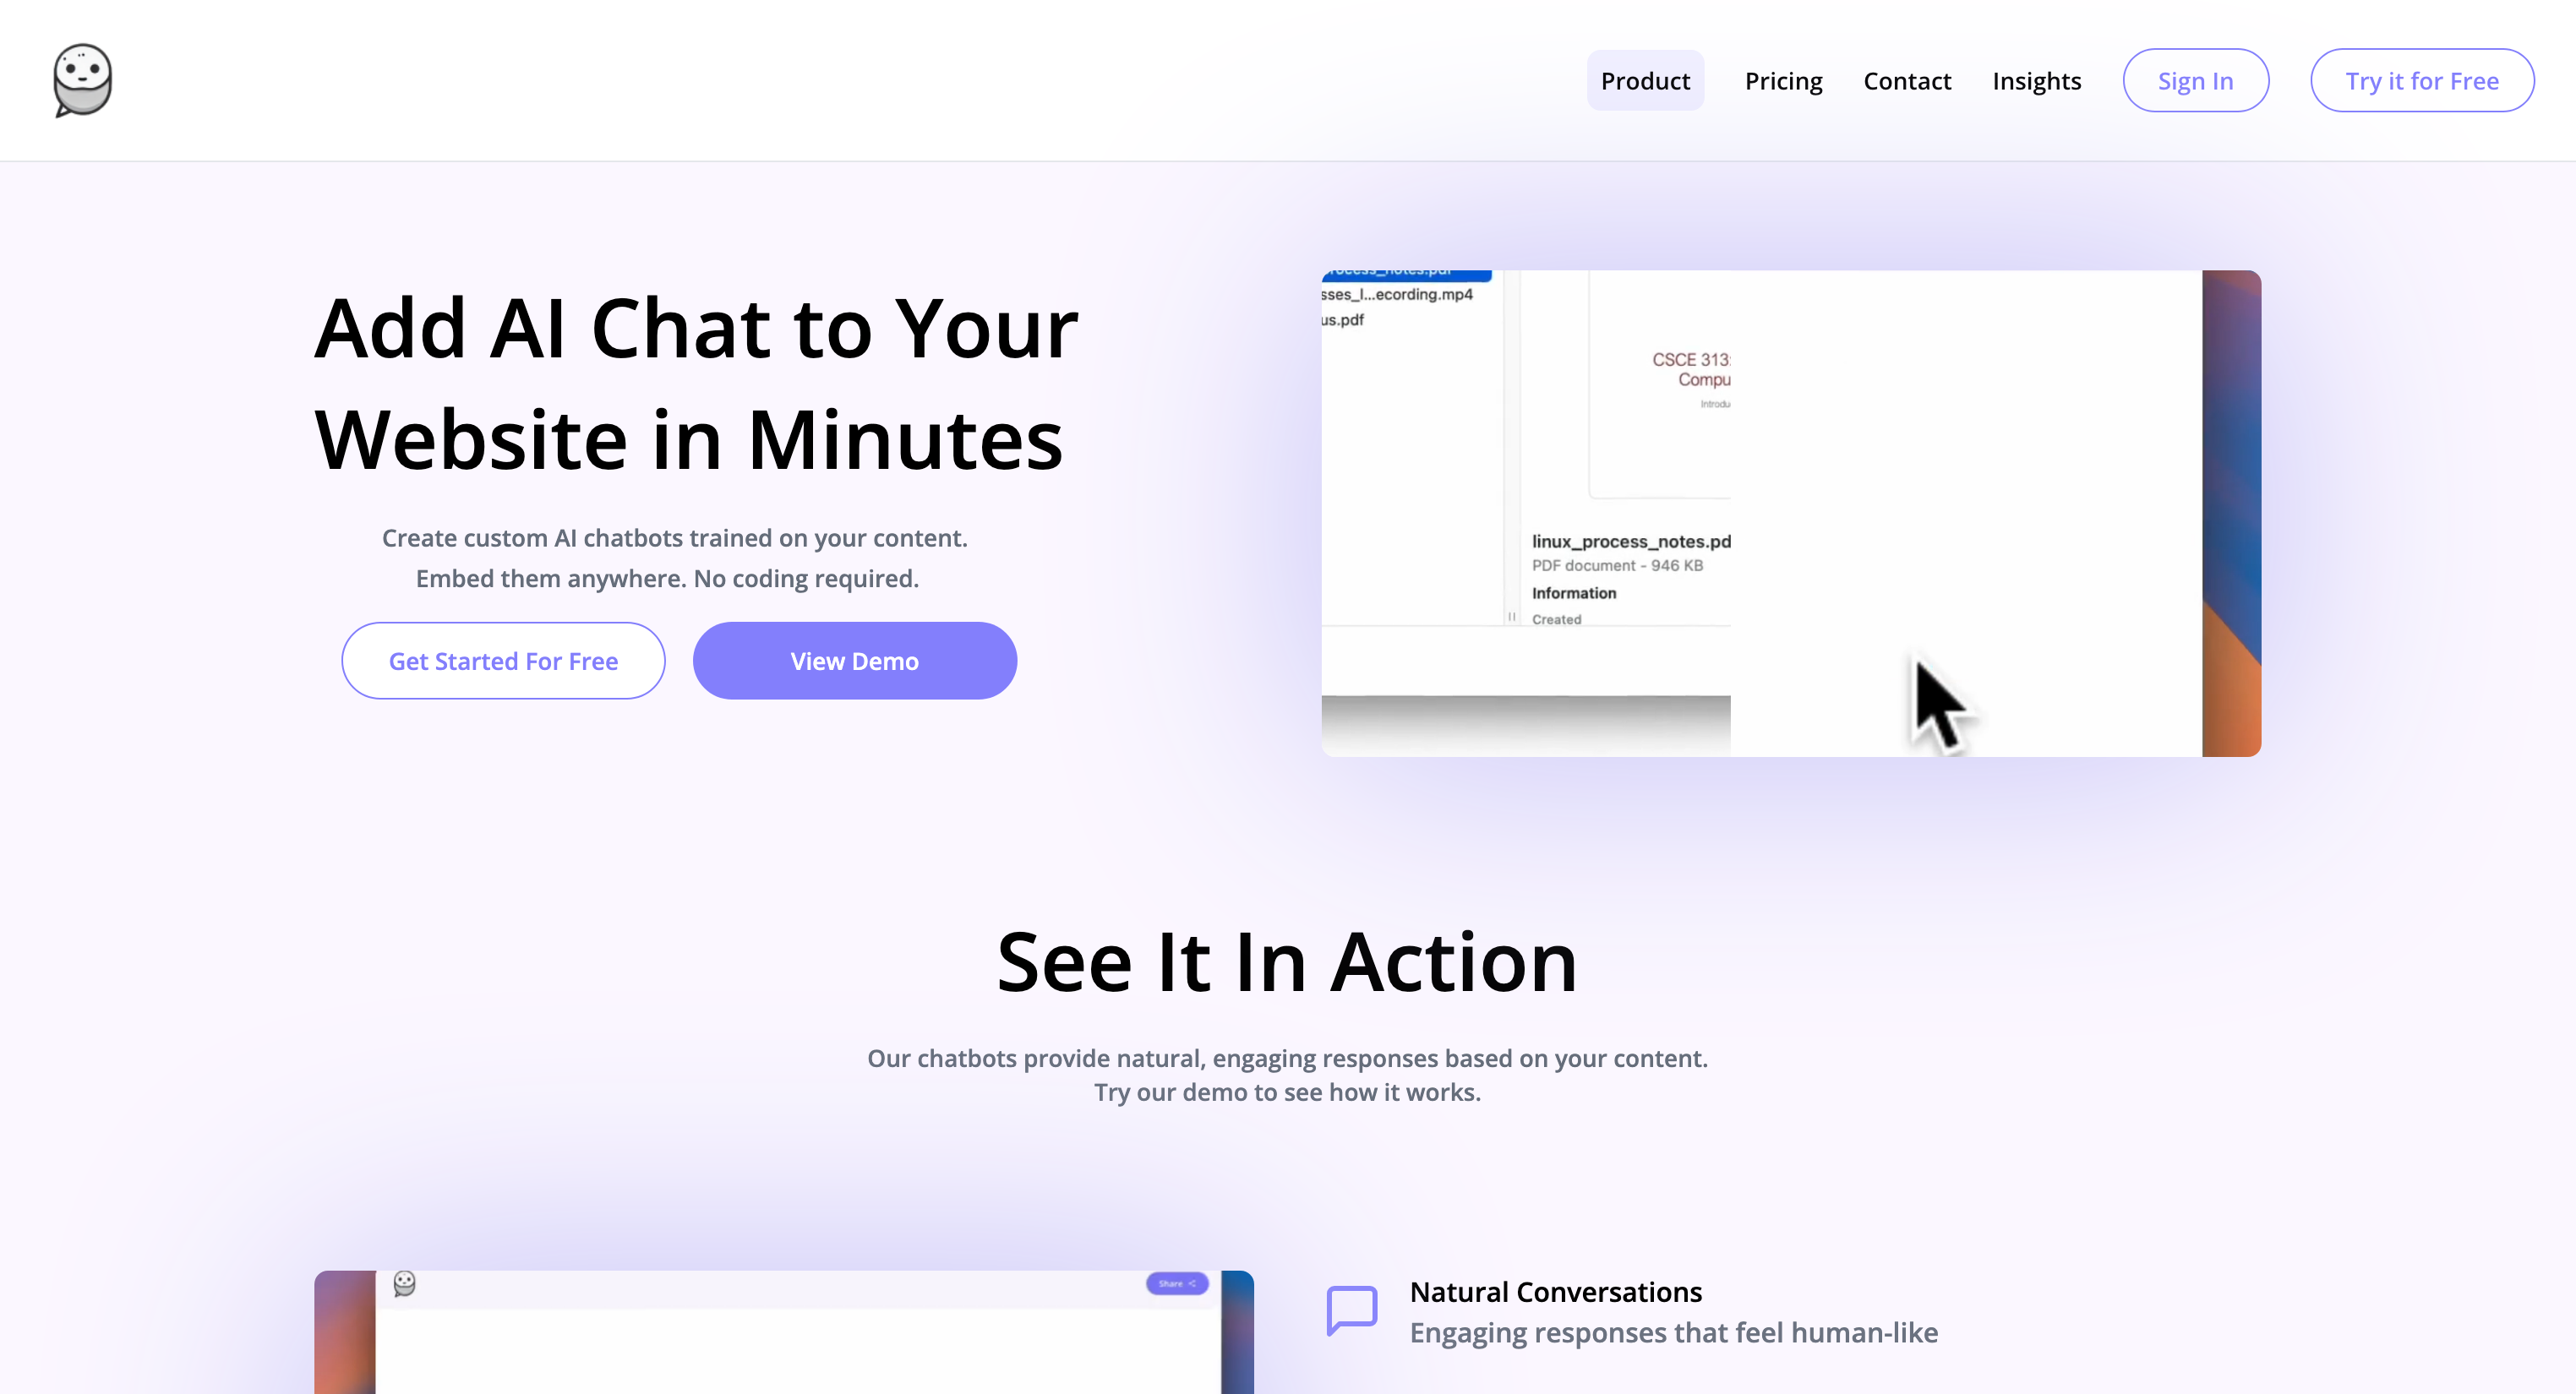 Product
Pricing
Contact
Insights
Sign In
Try it for Free
Add AI Chat to Your
Website in Minutes
Create custom AI chatbots trained on your content.
Embed them anywhere. No coding required.
Get Started For Free
View Demo
rocess_notes.pdf
sses_l...ecording.mp4
us.pdf
CSCE 313:
Compu
Introdu
linux_process_notes.pd
PDF document - 946 KB
Information
Created
See It In Action
Our chatbots provide natural, engaging responses based on your content.
Try our demo to see how it works.
Share
Natural Conversations
Engaging responses that feel human-like